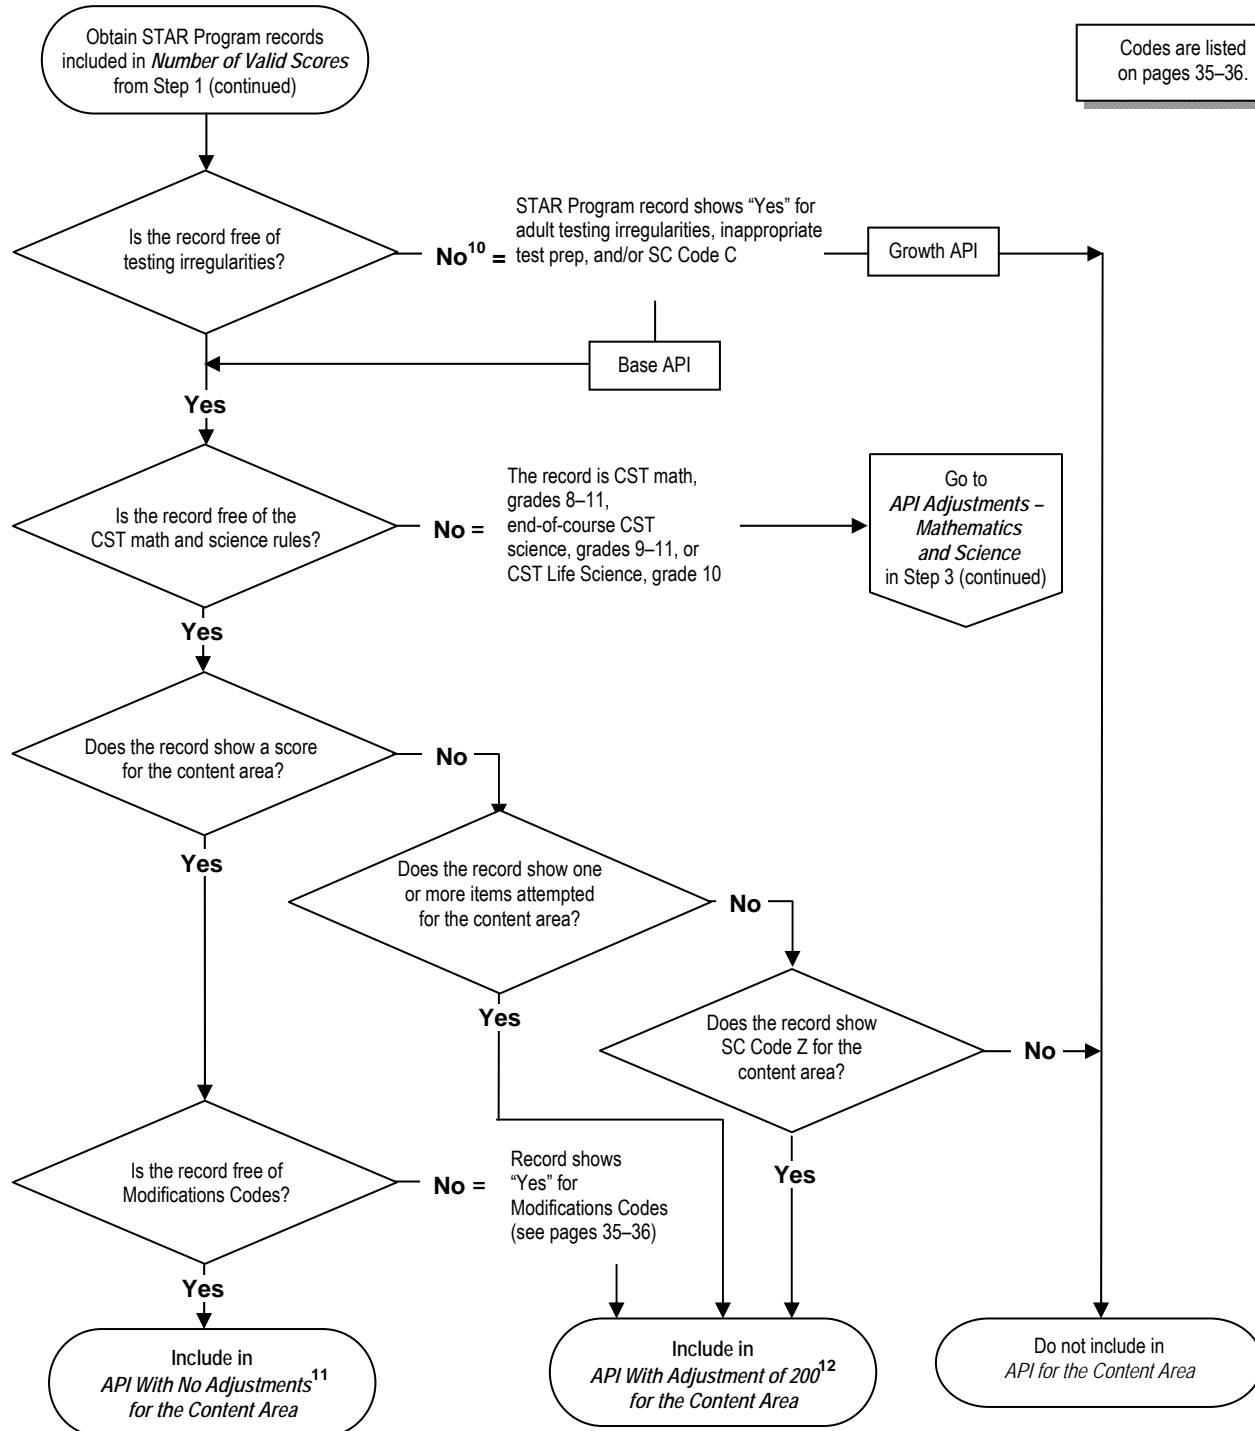 Obtain STAR Program records
included in Number of Valid Scores
from Step 1 (continued)
Codes are listed
on pages 35–36.
Is the record free of
testing irregularities?
No10 =
STAR Program record shows “Yes” for
adult testing irregularities, inappropriate
test prep, and/or SC Code C
Growth API
Base API
Yes
Is the record free of the
CST math and science rules?
No =
The record is CST math,
grades 8–11,
end-of-course CST
science, grades 9–11, or
CST Life Science, grade 10
Go to
API Adjustments –
Mathematics
and Science
in Step 3 (continued)
Yes
Does the record show a score
for the content area?
No
Yes
Does the record show one
or more items attempted
for the content area?
No
Yes
Does the record show
SC Code Z for the
content area?
No
Yes
Is the record free of
Modifications Codes?
No =
Record shows
“Yes” for
Modifications Codes
(see pages 35–36)
Yes
Include in
API With No Adjustments11
for the Content Area
Include in
API With Adjustment of 20012
for the Content Area
Do not include in
API for the Content Area